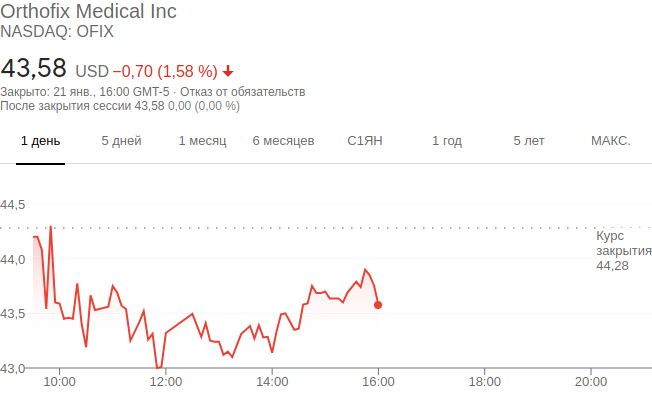 Orthofix Medical Inc
NASDAQ: OFIX
43,58 USD −0,70 (1,58 %)
Закрыто: 21 янв., 16:00 GMT-5 · Отказ от обязательств
После закрытия сессии 43,58 0,00 (0,00 %)
1 день 5 дней 1 месяц 6 месяцев С1ЯН 1 год 5 лет МАКС.
44,5
Курс
закрытия
44,28
44,0
43,5
43,0
10:00 12:00 14:00 16:00 18:00 20:00